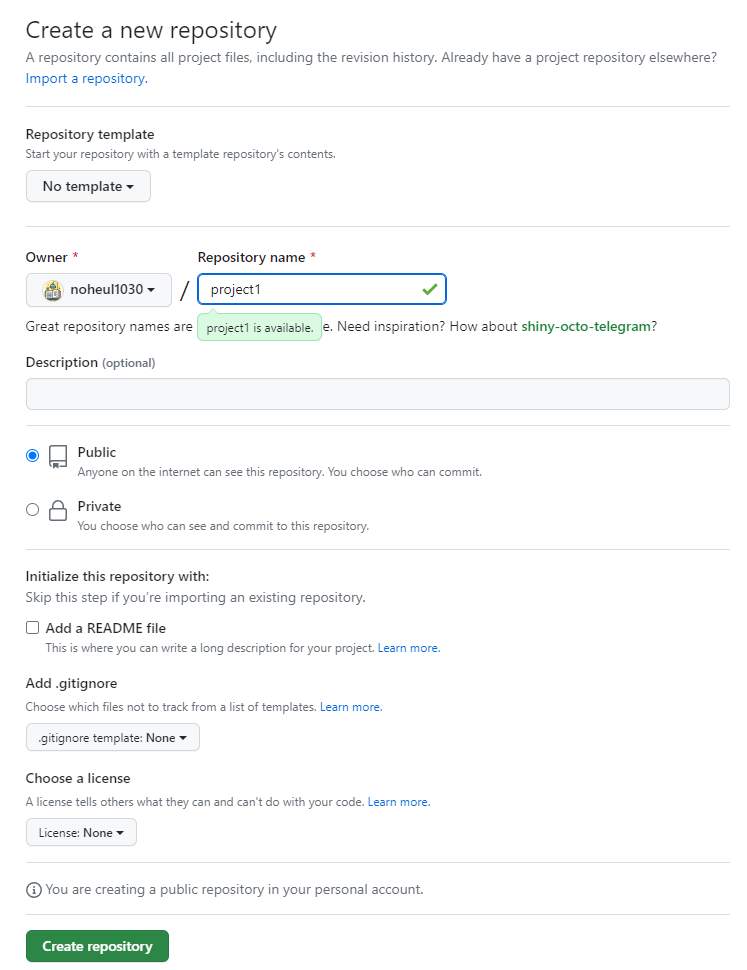 Create a new repository
A repository contains all project files, including the revision history. Already have a project repository elsewhere?
Import a repository.
Repository template
Start your repository with a template repository's contents.
No template
Owner *
Repository name *
noheul1030
/
project1
Great repository names are
project1 is available.
e. Need inspiration? How about shiny-octo-telegram?
Description (optional)
Public
Anyone on the internet can see this repository. You choose who can commit.
Private
You choose who can see and commit to this repository.
Initialize this repository with:
Skip this step if you're importing an existing repository.
Add a README file
This is where you can write a long description for your project. Learn more.
Add .gitignore
Choose which files not to track from a list of templates. Learn more.
.gitignore template: None
Choose a license
A license tells others what they can and can't do with your code. Learn more.
License: None
You are creating a public repository in your personal account.
Create repository